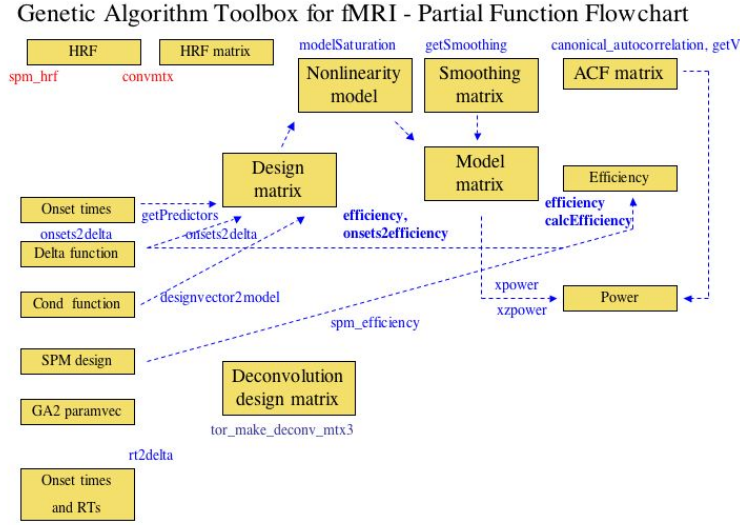 Genetic Algorithm Toolbox for fMRI - Partial Function Flowchart
HRF
HRF matrix
spm_hrf
convmtx
modelSaturation
getSmoothing
canonical_autocorrelation, getV
Nonlinearity
model
Smoothing
matrix
ACF matrix
Design
matrix
Model
matrix
Efficiency
Onset times
getPredictors
onsets2delta
onsets2delta
Delta function
efficiency,
onsets2efficiency
efficiency
calcEfficiency
Cond function
designvector2model
xpower
xzpower
Power
spm_efficiency
SPM design
Deconvolution
design matrix
GA2 paramvec
tor_make_deconv_mtx3
rt2delta
Onset times
and RTs